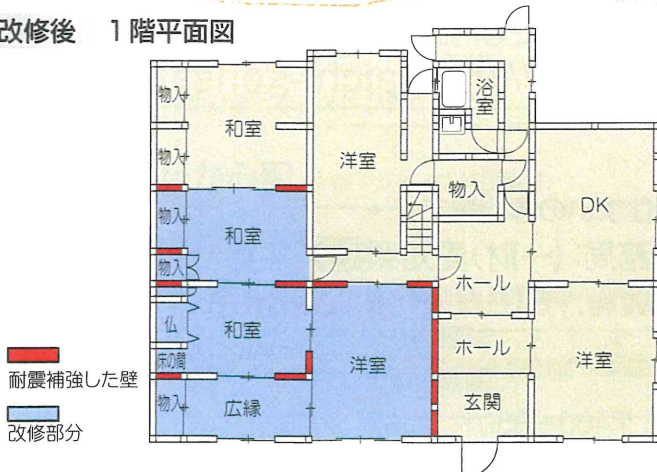 改修後 1階平面図
物入
和室
物入
洋室
浴室
物入
物入
和室
DK
物入
ホール
仏
和室
洋室
ホール
洋室
床の間
物入
広縁
玄関
耐震補強した壁
改修部分